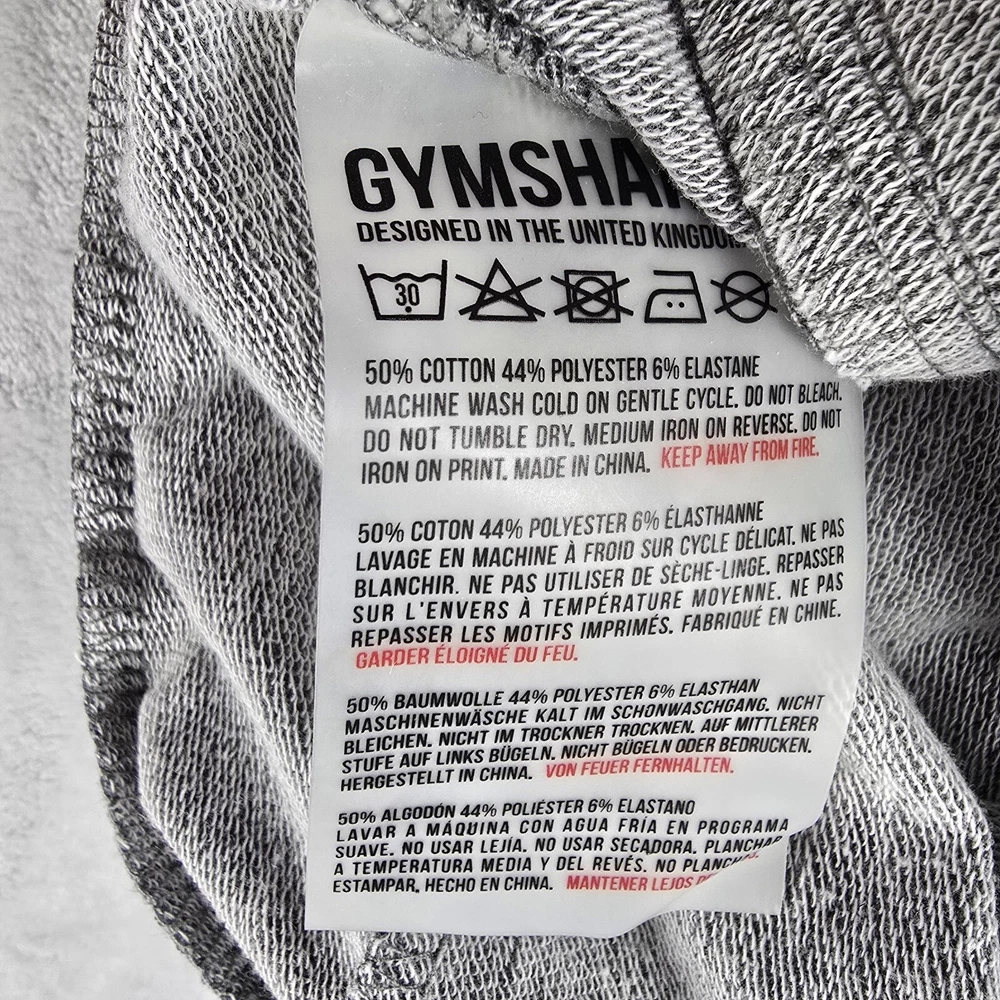 GYMSHA
DESIGNED IN THE UNITED KINGDOM
30
50% COTTON 44% POLYESTER 6% ELASTANE
MACHINE WASH COLD ON GENTLE CYCLE. DO NOT BLEACH.
DO NOT TUMBLE DRY. MEDIUM IRON ON REVERSE. DO NOT
IRON ON PRINT. MADE IN CHINA. KEEP AWAY FROM FIRE.
50% COTON 44% POLYESTER 6% ÉLASTHANNE
LAVAGE EN MACHINE À FROID SUR CYCLE DÉLICAT. NE PAS
BLANCHIR. NE PAS UTILISER DE SÈCHE-LINGE. REPASSER
SUR L'ENVERS À TEMPÉRATURE MOYENNE. NE PAS
REPASSER LES MOTIFS IMPRIMÉS. FABRIQUÉ EN CHINE.
GARDER ÉLOIGNÉ DU FEU.
50% BAUMWOLLE 44% POLYESTER 6% ELASTHAN
MASCHINENWÄSCHE KALT IM SCHONWASCHGANG. NICHT
BLEICHEN. NICHT IM TROCKNER TROCKNEN. AUF MITTLERER
STUFE AUF LINKS BÜGELN. NICHT BÜGELN ODER BEDRUCKEN.
HERGESTELLT IN CHINA. VON FEUER FERNHALTEN.
50% ALGODÓN 44% POLIÉSTER 6% ELASTANO
LAVAR A MÁQUINA CON AGUA FRÍA EN PROGRAMA
SUAVE. NO USAR LEJÍA. NO USAR SECADORA. PLANCHAR
A TEMPERATURA MEDIA Y DEL REVÉS. NO PLANCHAR
ESTAMPAR, HECHO EN CHINA. MANTENER LEJOS